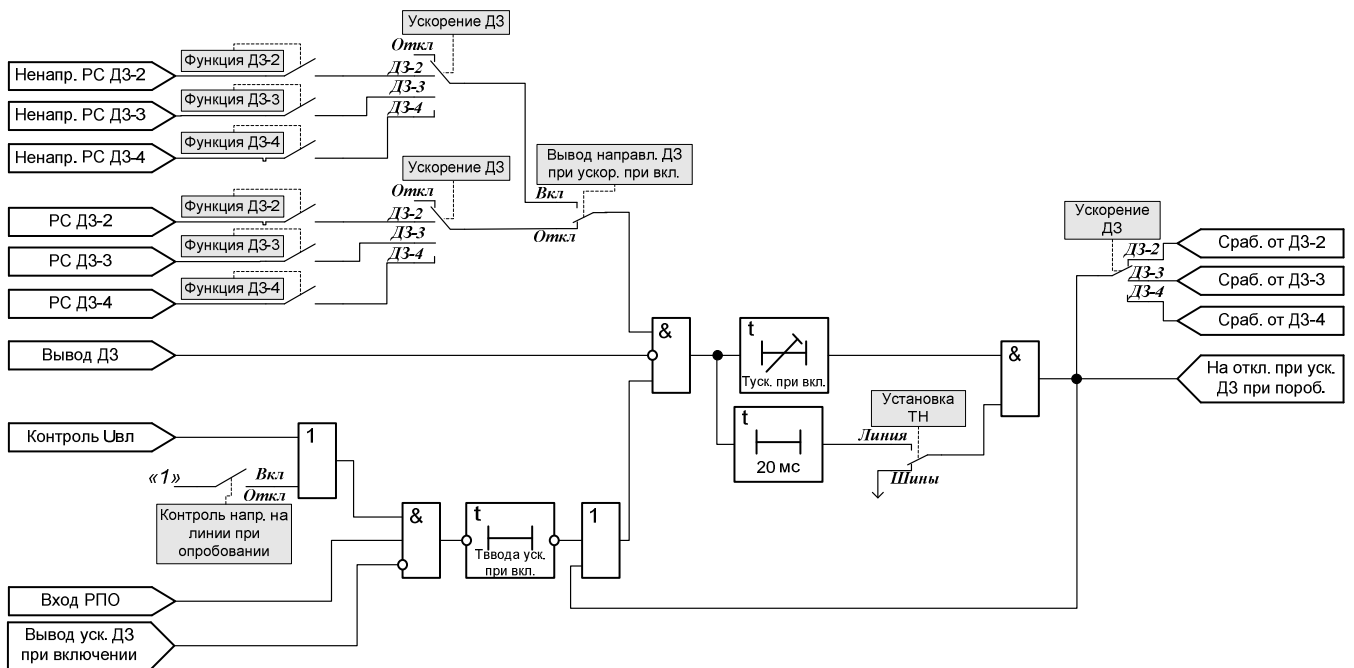 Ускорение ДЗ
Откл
Функция ДЗ-2
Ненапр. РС ДЗ-2
ДЗ-2
Функция ДЗ-3
ДЗ-3
Ненапр. РС ДЗ-3
ДЗ-4
Функция ДЗ-4
Ненапр. РС ДЗ-4
Ускорение ДЗ
Вывод направл. ДЗ
при ускор. при вкл.
Откл
Вкл
Функция ДЗ-2
РС ДЗ-2
ДЗ-2
Откл
Функция ДЗ-3
ДЗ-3
РС ДЗ-3
ДЗ-4
Функция ДЗ-4
РС ДЗ-4
Ускорение
ДЗ
ДЗ-2
Сраб. от ДЗ-2
ДЗ-3
Сраб. от ДЗ-3
ДЗ-4
Сраб. от ДЗ-4
Вывод ДЗ
&
t
Туск. при вкл.
&
На откл. при уск.
ДЗ при пороб.
Установка
ТН
t
20 мс
Линия
Шины
Контроль Uвл
1
«1»
Вкл
Откл
Контроль напр. на
линии при
опробовании
&
t
Тввода уск.
при вкл.
1
Вход РПО
Вывод уск. ДЗ
при включении